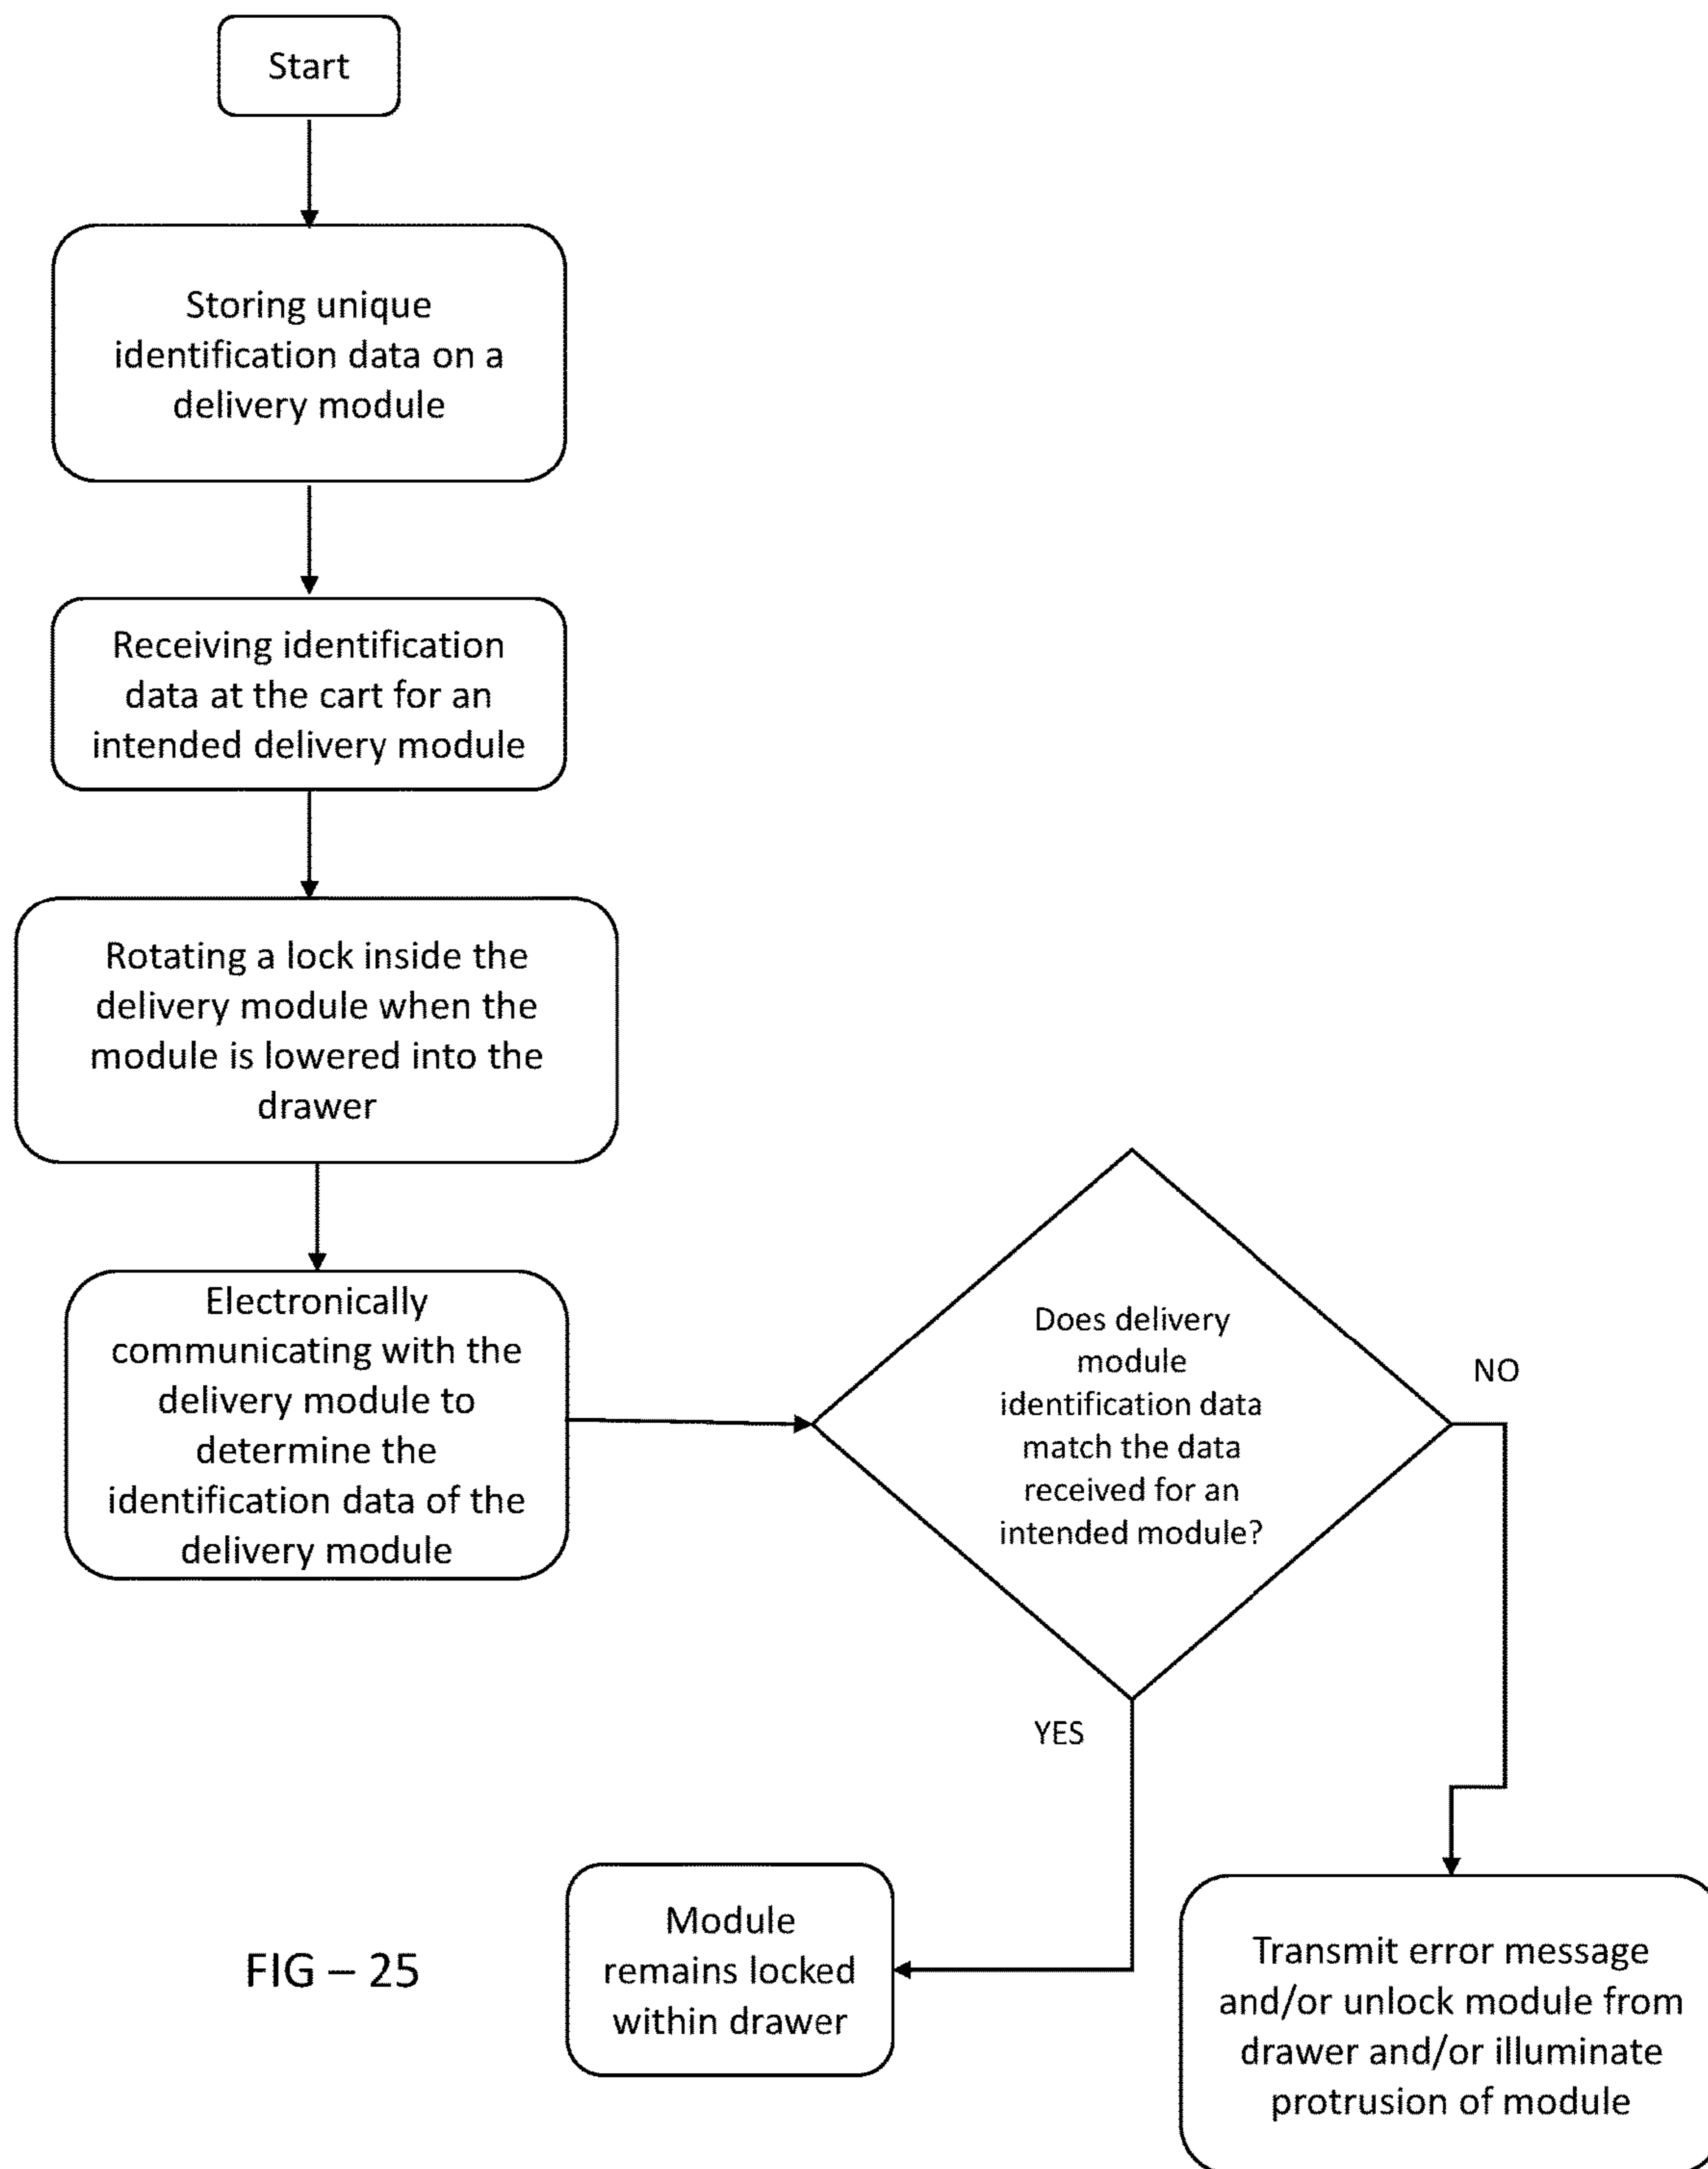 Start
Storing unique
identification data on a
delivery module
Receiving identification
data at the cart for an
intended delivery module
Rotating a lock inside the
delivery module when the
module is lowered into the
drawer
Electronically
communicating with the
delivery module to
determine the
identification data of the
delivery module
Does delivery
module
identification data
match the data
received for an
intended module?
NO
YES
Module
remains locked
within drawer
Transmit error message
and/or unlock module from
drawer and/or illuminate
protrusion of module
FIG – 25